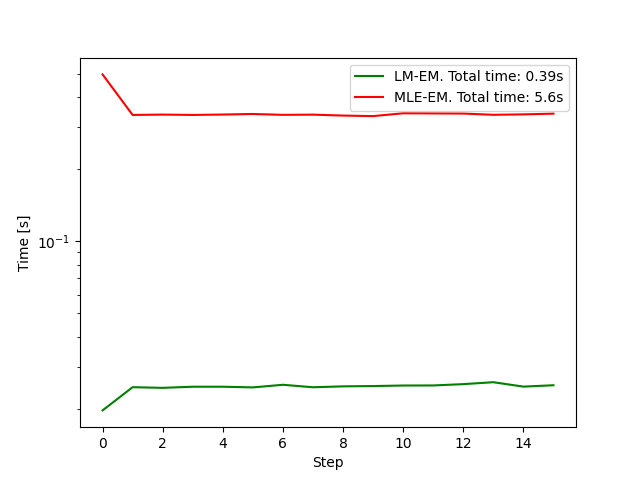 LM-EM. Total time: 0.39s
MLE-EM. Total time: 5.6s
Time [s]
10⁻¹
0 2 4 6 8 10 12 14
Step